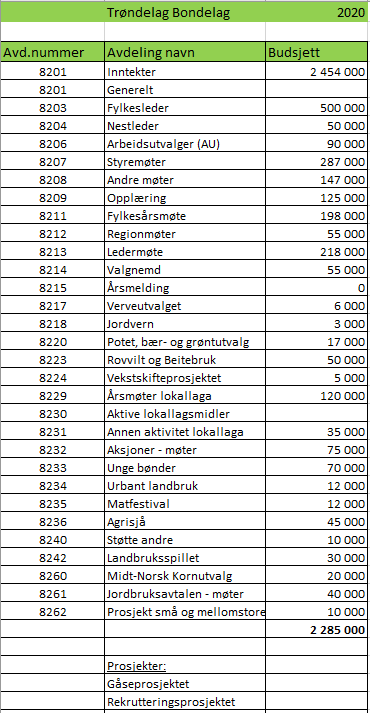 Trøndelag Bondelag 2020
Avd.nummer Avdeling navn Budsjett
8201 Inntekter 2 454 000
8201 Generelt
8203 Fylkesleder 500 000
8204 Nestleder 50 000
8206 Arbeidsutvalger (AU) 90 000
8207 Styremøter 287 000
8208 Andre møter 147 000
8209 Opplæring 125 000
8211 Fylkesårsmøte 198 000
8212 Regionmøter 55 000
8213 Ledermøte 218 000
8214 Valgnemd 55 000
8215 Årsmelding 0
8217 Verveutvalget 6 000
8218 Jordvern 3 000
8220 Potet, bær- og grøntutvalg 17 000
8223 Rovvilt og Beitebruk 50 000
8224 Vekstskifteprosjektet 5 000
8229 Årsmøter lokallaga 120 000
8230 Aktive lokallagsmidler
8231 Annen aktivitet lokallaga 35 000
8232 Aksjoner - møter 75 000
8233 Unge bønder 70 000
8234 Urbant landbruk 12 000
8235 Matfestival 12 000
8236 Agrisjå 45 000
8240 Støtte andre 10 000
8242 Landbruksspillet 30 000
8260 Midt-Norsk Kornutvalg 20 000
8261 Jordbruksavtalen - møter 40 000
8262 Prosjekt små og mellomstore 10 000
2 285 000
Prosjekter:
Gåseprosjektet
Rekrutteringsprosjektet